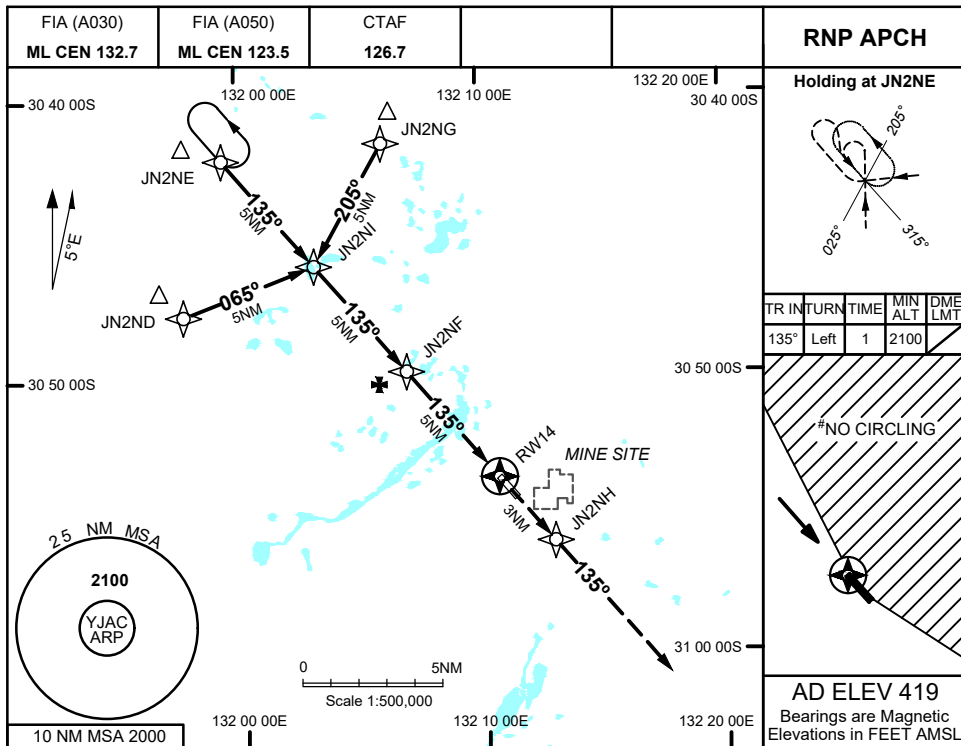 FIA (A030)
ML CEN 132.7
FIA (A050)
ML CEN 123.5
CTAF
126.7
RNP APCH
132 00 00E
132 10 00E
132 20 00E
30 40 00S
30 40 00S
JN2NG
JN2NE
135°
5NM
205°
5NM
JN2NI
5°E
065°
5NM
JN2ND
135°
5NM
JN2NF
30 50 00S
30 50 00S
135°
5NM
RW14
MINE SITE
3NM
JN2NH
135°
25 NM MSA
2100
YJAC
ARP
0
5NM
Scale 1:500,000
31 00 00S
10 NM MSA 2000
132 00 00E
132 10 00E
132 20 00E
Holding at JN2NE
205°
025°
315°
TR IN
TURN
TIME
MIN
ALT
DME
LMT
135°
Left
1
2100
#NO CIRCLING
AD ELEV 419
Bearings are Magnetic
Elevations in FEET AMSL